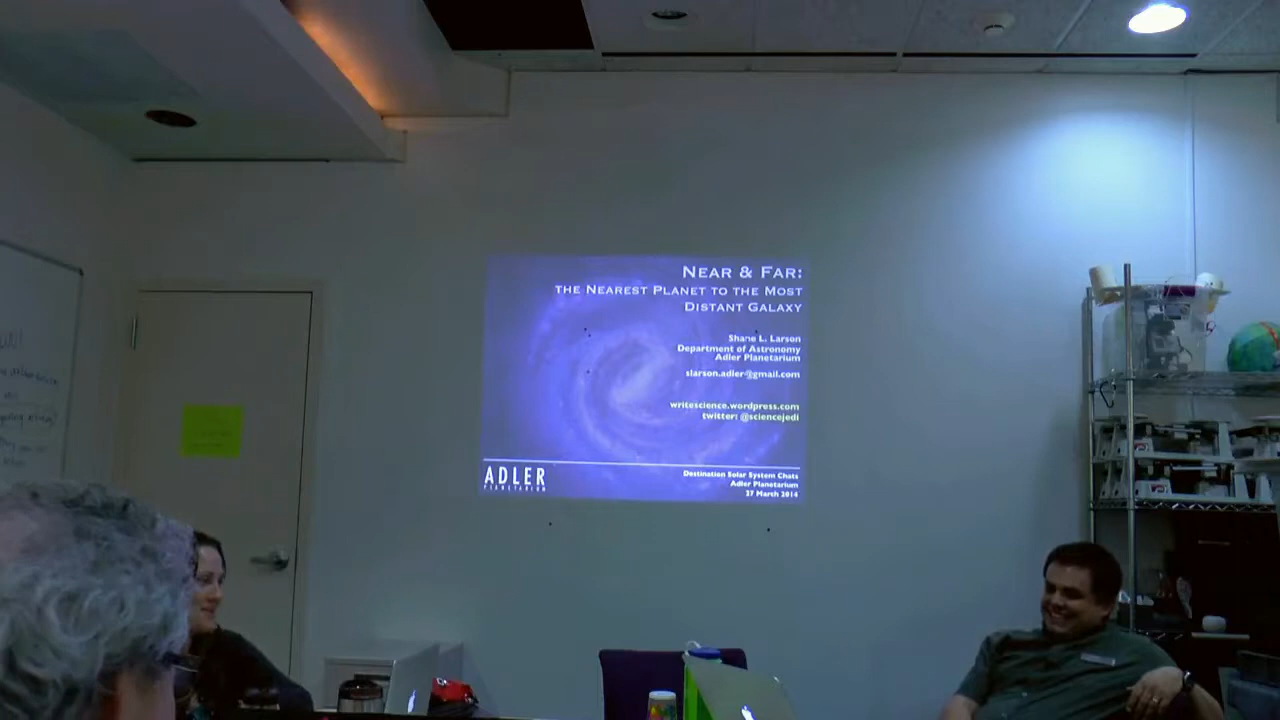 NEAR & FAR:
THE NEAREST PLANET TO THE MOST
DISTANT GALAXY
Shane L. Larson
Department of Astronomy
Adler Planetarium
slarson.adler@gmail.com
writescience.wordpress.com
twitter: @sciencejedi
ADLER
PLANETARIUM
Destination Solar System Chats
Adler Planetarium
27 March 2014